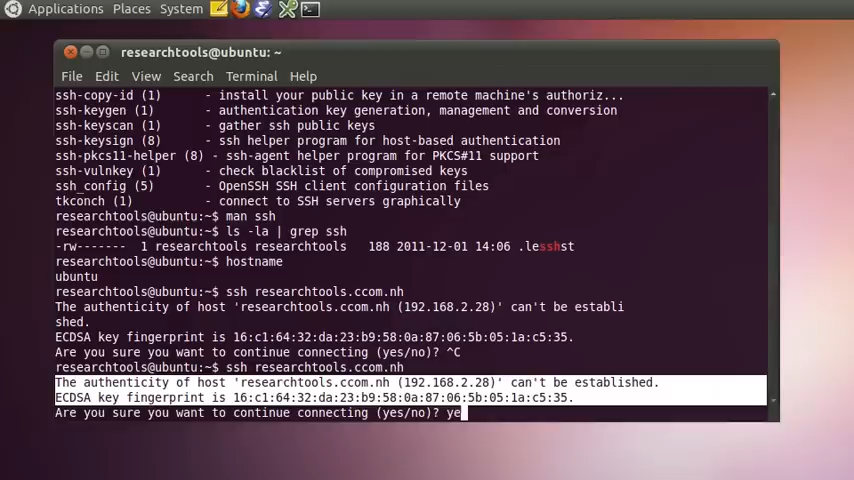 Applications Places System
researchtools@ubuntu: ~
File Edit View Search Terminal Help
ssh-copy-id (1)      - install your public key in a remote machine's authoriz...
ssh-keygen (1)       - authentication key generation, management and conversion
ssh-keyscan (1)      - gather ssh public keys
ssh-keysign (8)      - ssh helper program for host-based authentication
ssh-pkcs11-helper (8) - ssh-agent helper program for PKCS#11 support
ssh-vulnkey (1)      - check blacklist of compromised keys
ssh_config (5)       - OpenSSH SSH client configuration files
tkconch (1)          - connect to SSH servers graphically
researchtools@ubuntu:~$ man ssh
researchtools@ubuntu:~$ ls -la | grep ssh
-rw-------  1 researchtools researchtools   188 2011-12-01 14:06 .lesshst
researchtools@ubuntu:~$ hostname
ubuntu
researchtools@ubuntu:~$ ssh researchtools.ccom.nh
The authenticity of host 'researchtools.ccom.nh (192.168.2.28)' can't be establi
shed.
ECDSA key fingerprint is 16:c1:64:32:da:23:b9:58:0a:87:06:5b:05:1a:c5:35.
Are you sure you want to continue connecting (yes/no)? ^C
researchtools@ubuntu:~$ ssh researchtools.ccom.nh
The authenticity of host 'researchtools.ccom.nh (192.168.2.28)' can't be established.
ECDSA key fingerprint is 16:c1:64:32:da:23:b9:58:0a:87:06:5b:05:1a:c5:35.
Are you sure you want to continue connecting (yes/no)? ye